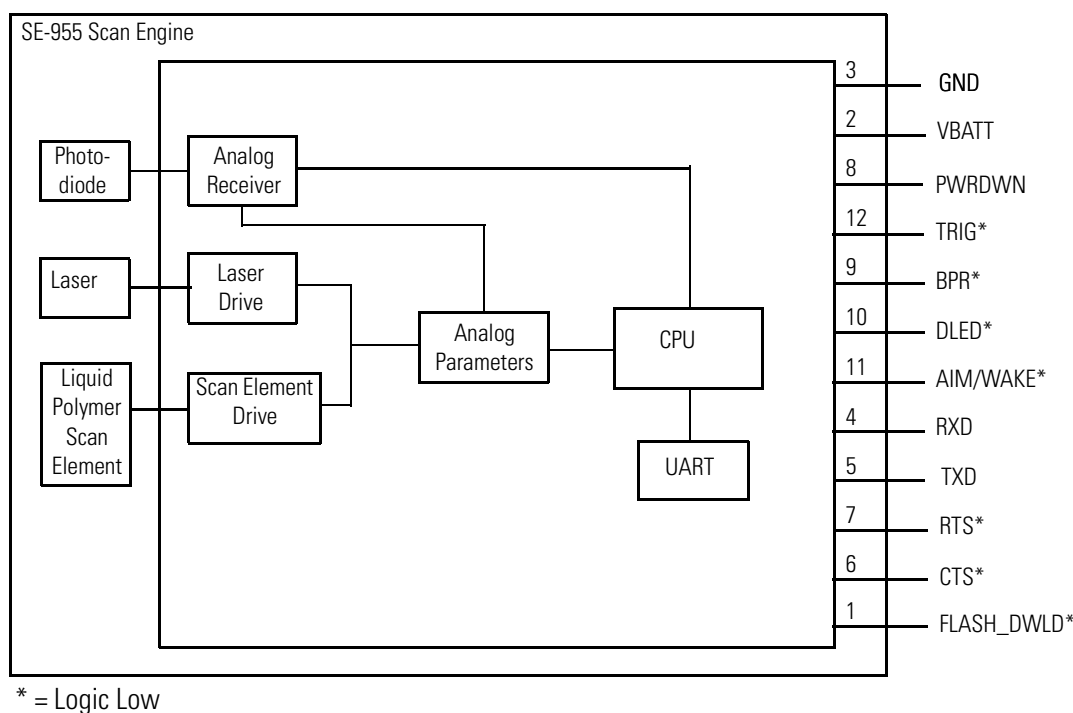 SE-955 Scan Engine
Photo-
diode
Analog
Receiver
Laser
Laser
Drive
Liquid
Polymer
Scan
Element
Scan Element
Drive
Analog
Parameters
CPU
UART
3 GND
2 VBATT
8 PWRDWN
12 TRIG*
9 BPR*
10 DLED*
11 AIM/WAKE*
4 RXD
5 TXD
7 RTS*
6 CTS*
1 FLASH_DWLD*
* = Logic Low